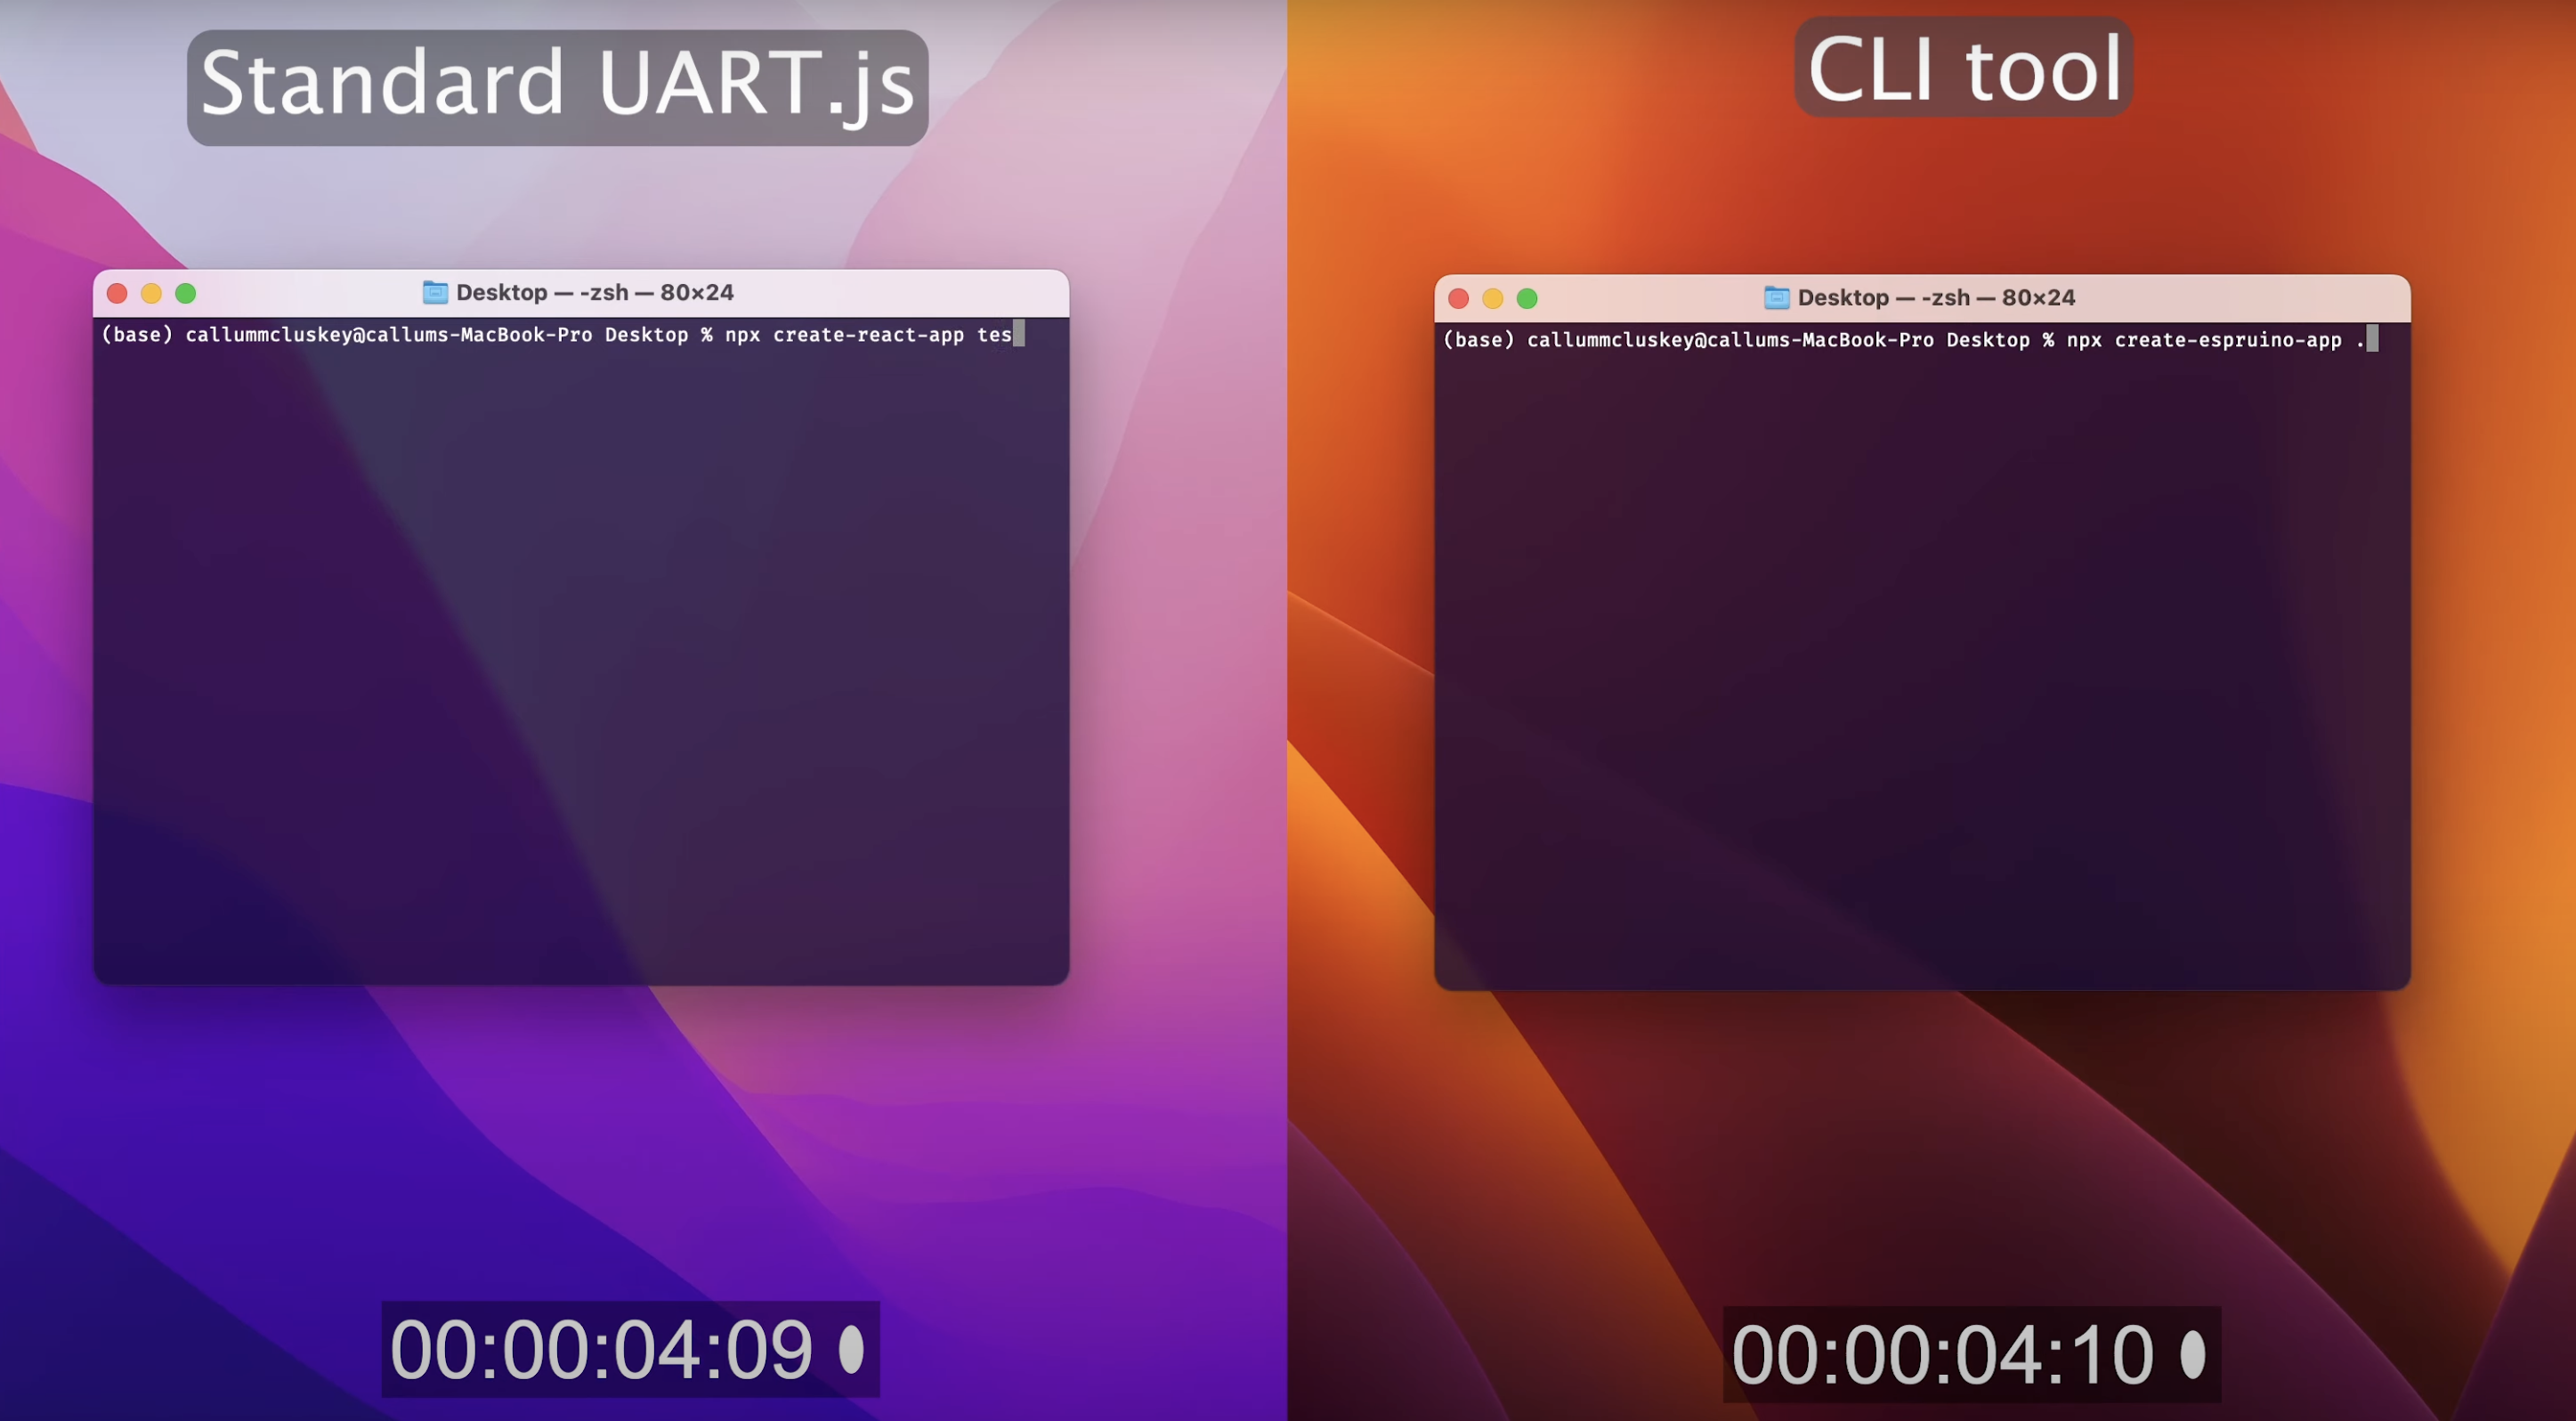 Standard UART.js
Desktop — -zsh — 80×24
(base) callummcluskey@callums-MacBook-Pro Desktop % npx create-react-app tes
00:00:04:09
CLI tool
Desktop — -zsh — 80×24
(base) callummcluskey@callums-MacBook-Pro Desktop % npx create-espruino-app .
00:00:04:10